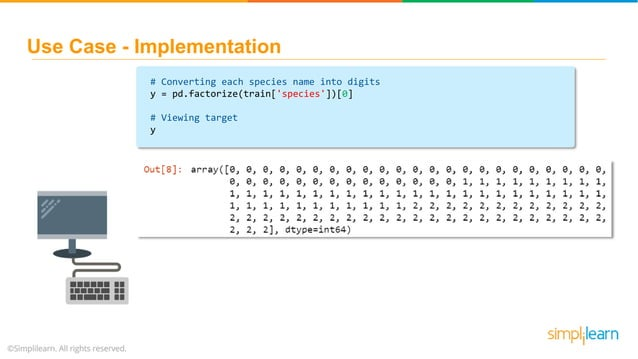 Use Case - Implementation
# Converting each species name into digits
y = pd.factorize(train['species'])[0]
# Viewing target
y
Out[8]: array([0, 0, 0, 0, 0, 0, 0, 0, 0, 0, 0, 0, 0, 0, 0, 0, 0, 0, 0, 0, 0, 0, 0,
0, 0, 0, 0, 0, 0, 0, 0, 0, 0, 0, 0, 0, 0, 1, 1, 1, 1, 1, 1, 1, 1, 1,
1, 1, 1, 1, 1, 1, 1, 1, 1, 1, 1, 1, 1, 1, 1, 1, 1, 1, 1, 1, 1, 1, 1,
1, 1, 1, 1, 1, 1, 1, 1, 1, 1, 1, 2, 2, 2, 2, 2, 2, 2, 2, 2, 2, 2, 2,
2, 2, 2, 2, 2, 2, 2, 2, 2, 2, 2, 2, 2, 2, 2, 2, 2, 2, 2, 2, 2, 2, 2,
2, 2, 2], dtype=int64)
simplilearn
©Simplilearn. All rights reserved.